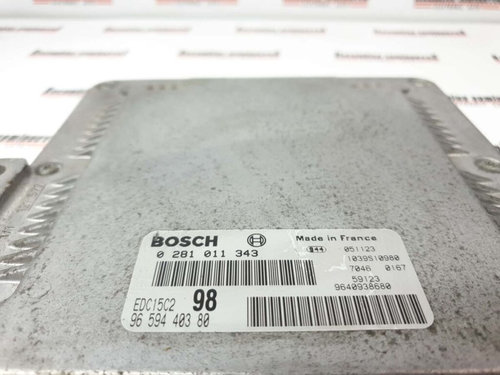 BOSCH
Made in France
0 281 011 343
051123
1039S10980
7046 0167
59123
9640938680
EDC15C2 98
96 594 403 80